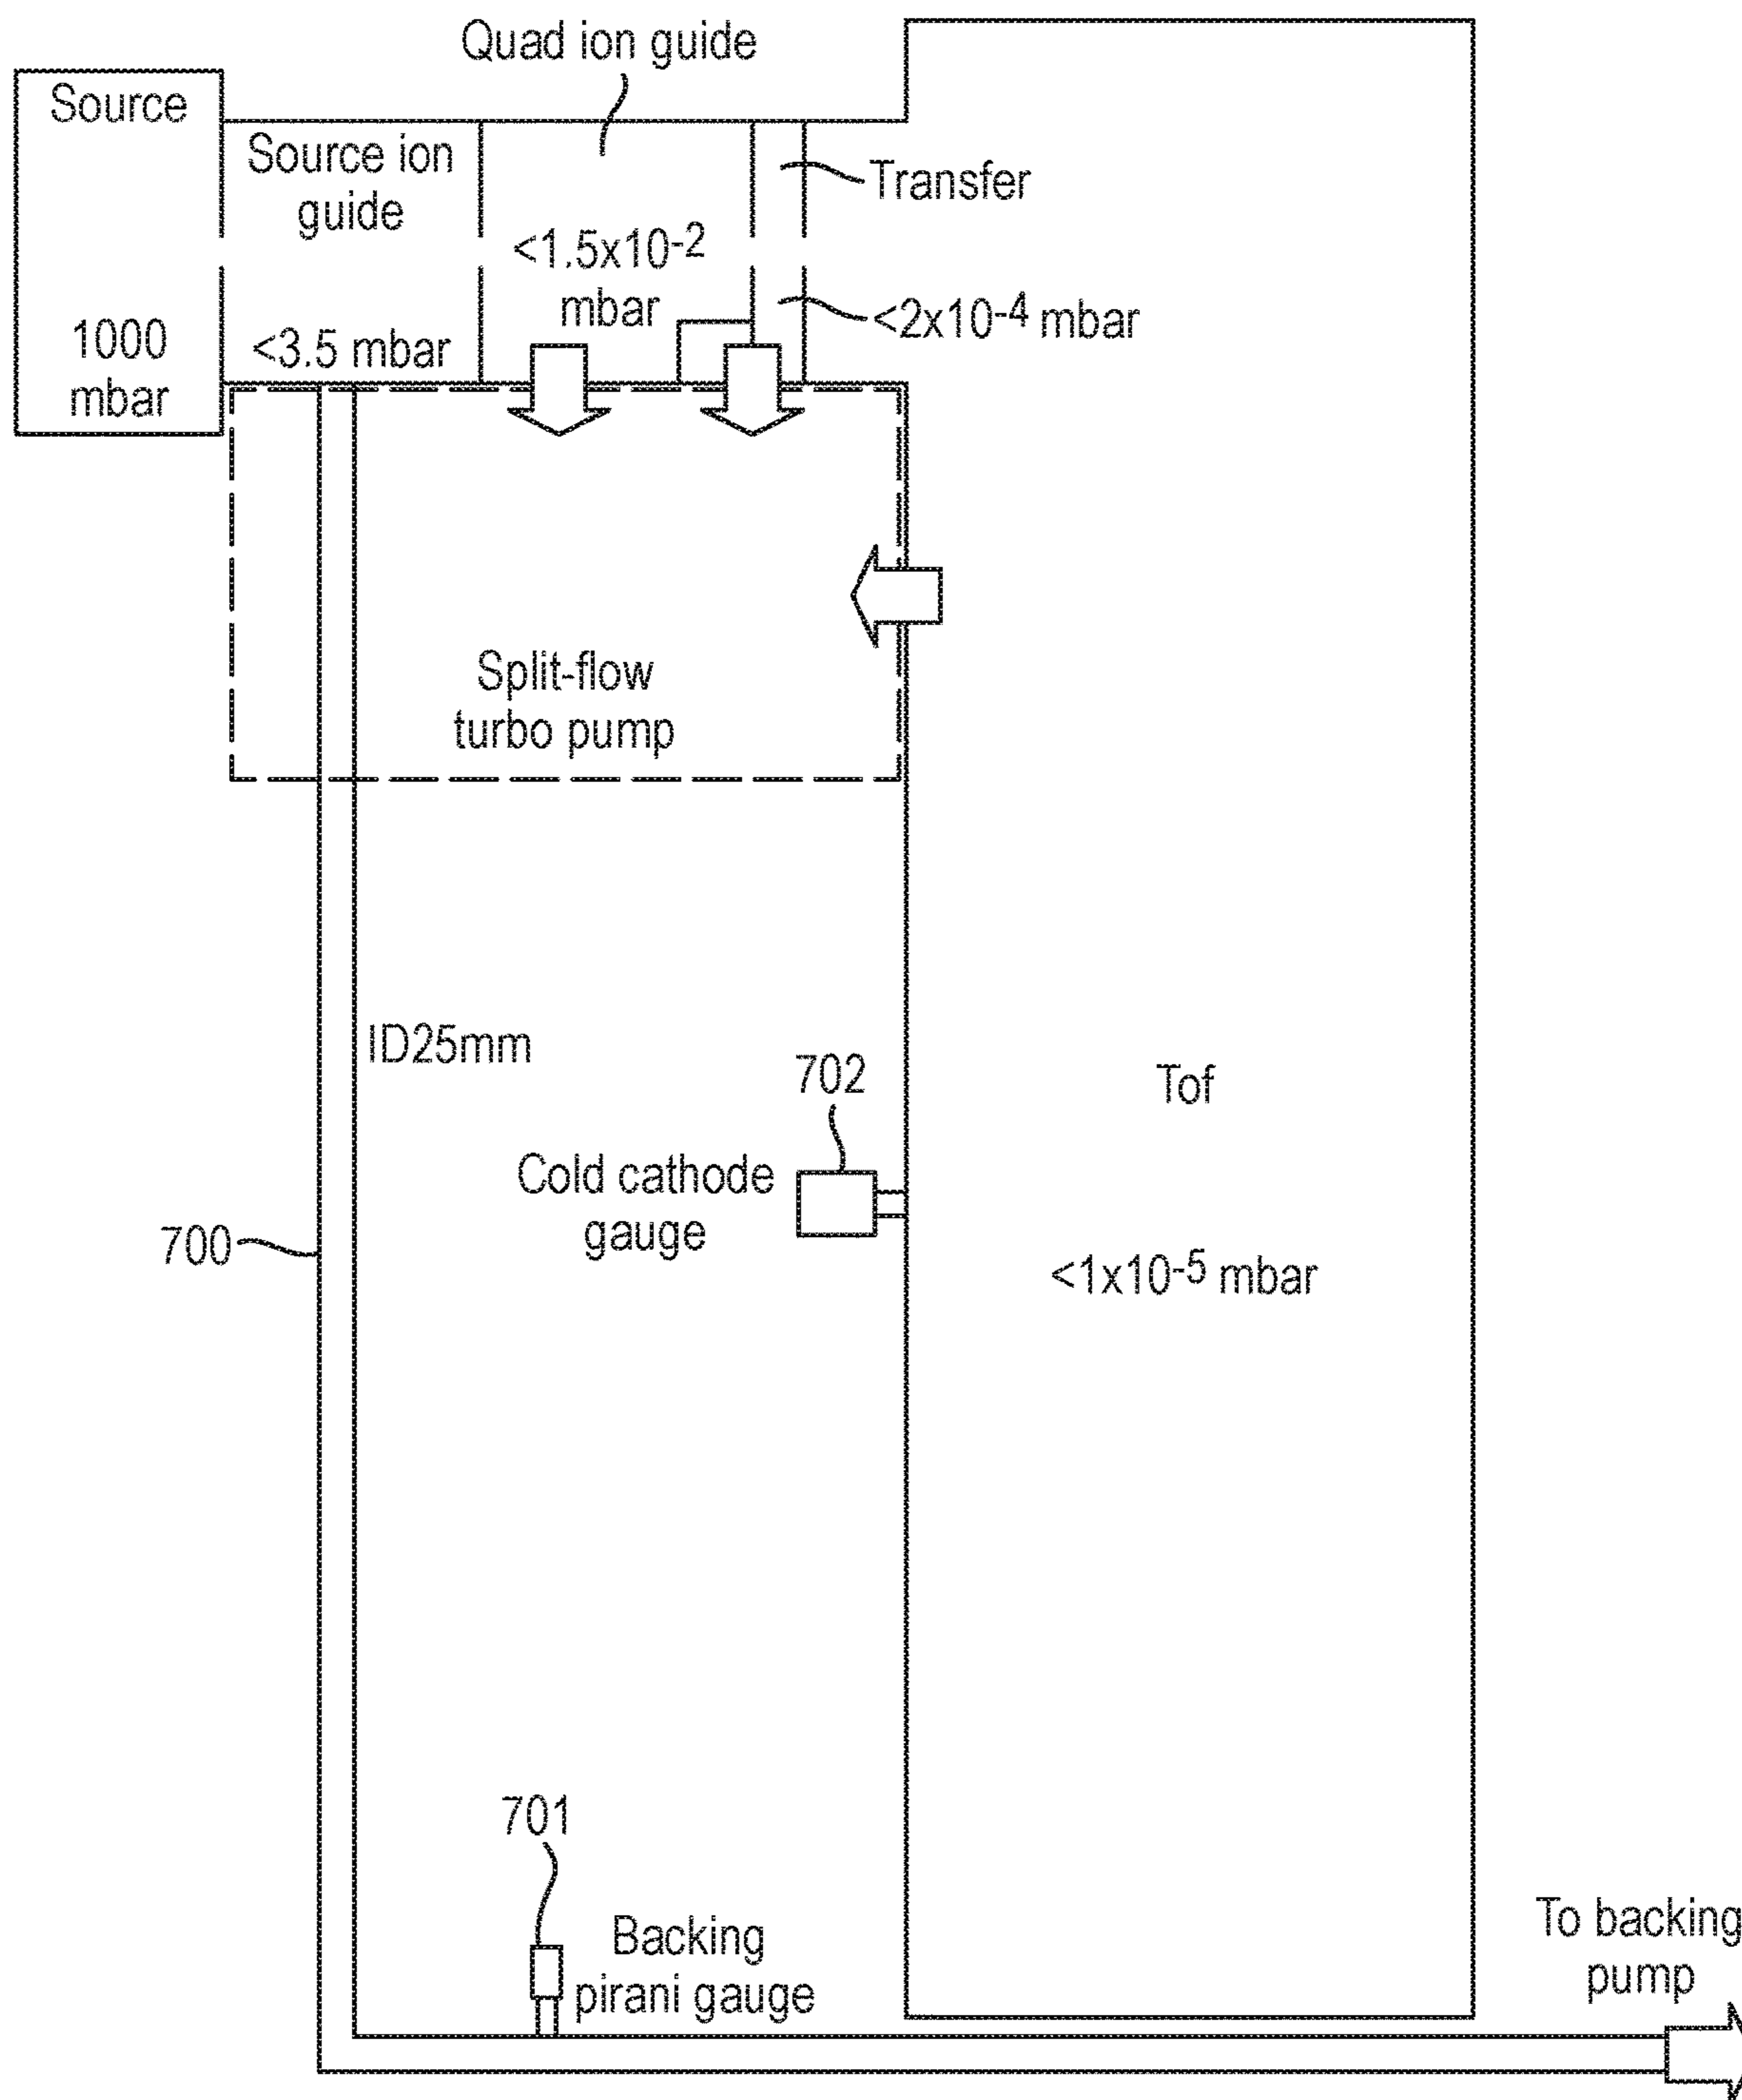 Quad ion guide
Source
Source ion
guide
Transfer
<1.5x10-2
mbar
<2x10-4 mbar
1000
mbar
<3.5 mbar
Split-flow
turbo pump
ID25mm
702
Tof
Cold cathode
gauge
700
<1x10-5 mbar
701
Backing
pirani gauge
To backing
pump